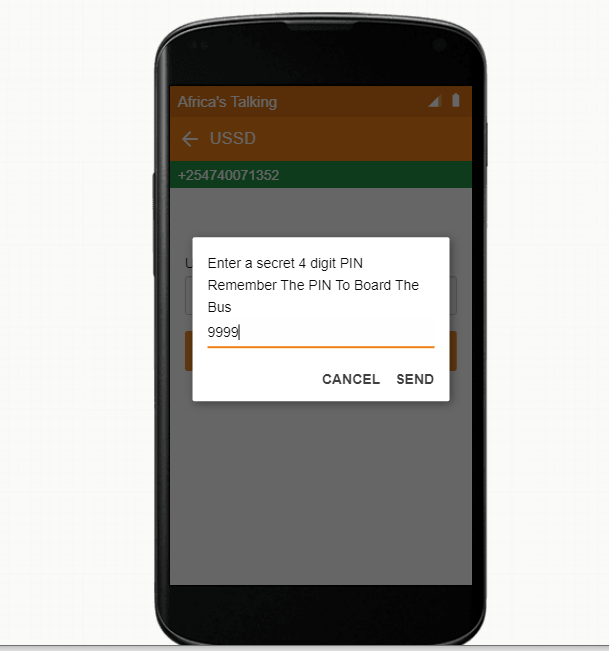 Africa's Talking
USSD
+254740071352
U
Enter a secret 4 digit PIN
Remember The PIN To Board The
Bus
9999
CANCEL SEND